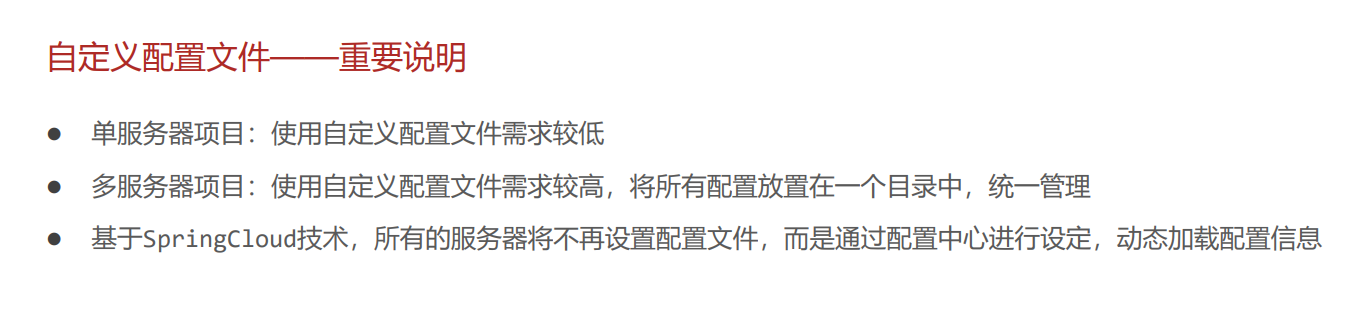 自定义配置文件——重要说明
● 单服务器项目：使用自定义配置文件需求较低
● 多服务器项目：使用自定义配置文件需求较高，将所有配置放置在一个目录中，统一管理
● 基于SpringCloud技术，所有的服务器将不再设置配置文件，而是通过配置中心进行设定，动态加载配置信息